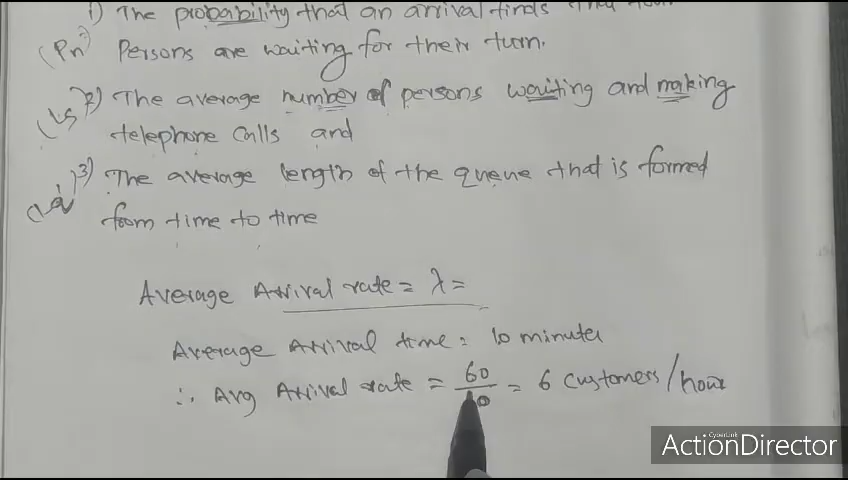 i) The probability that an arrival finds that four
(Pn) Persons are waiting for their turn.
(Ls) 2) The average number of persons waiting and making
telephone calls and
(Lq) 3) The average length of the queue that is formed
from time to time
Average Arrival rate = λ =
Average Arrival time = 10 minutes
∴ Avg Arrival rate = 60/10 = 6 customers/hour
CyberLink
ActionDirector